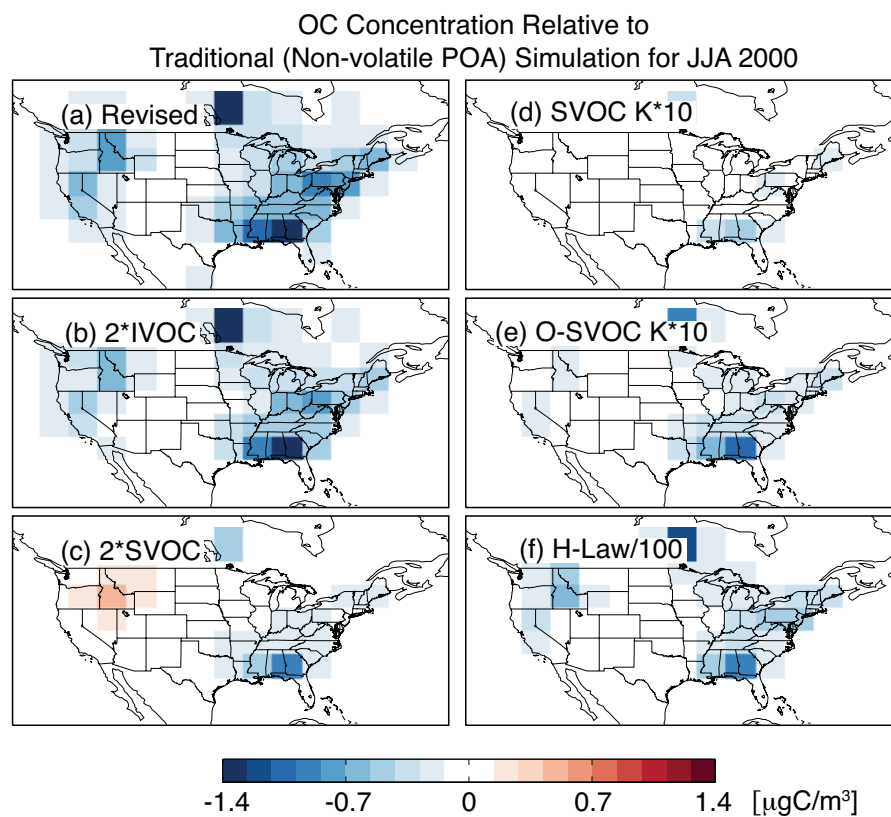 OC Concentration Relative to
Traditional (Non-volatile POA) Simulation for JJA 2000
(a) Revised
(d) SVOC K*10
(b) 2*IVOC
(e) O-SVOC K*10
(c) 2*SVOC
(f) H-Law/100
-1.4 -0.7 0 0.7 1.4 [µgC/m³]